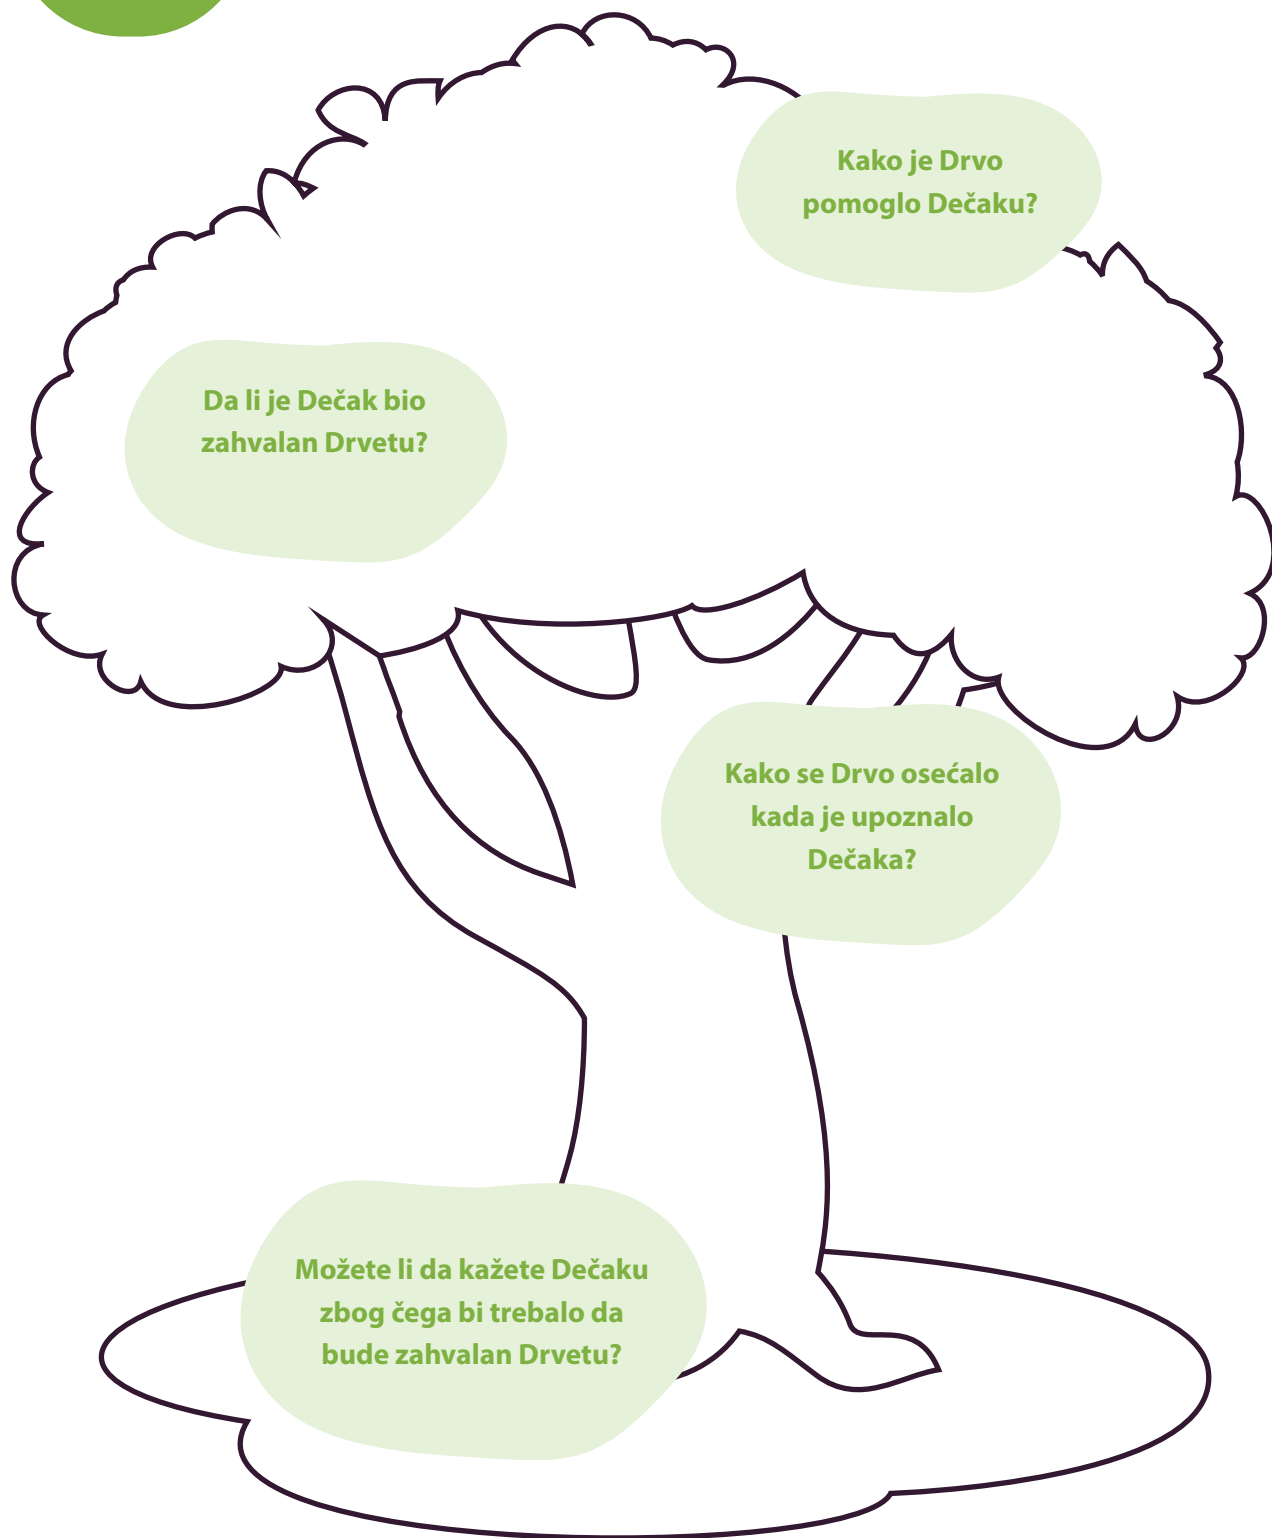 Kako je Drvo
pomoglo Dečaku?
Da li je Dečak bio
zahvalan Drvetu?
Kako se Drvo osećalo
kada je upoznalo
Dečaka?
Možete li da kažete Dečaku
zbog čega bi trebalo da
bude zahvalan Drvetu?